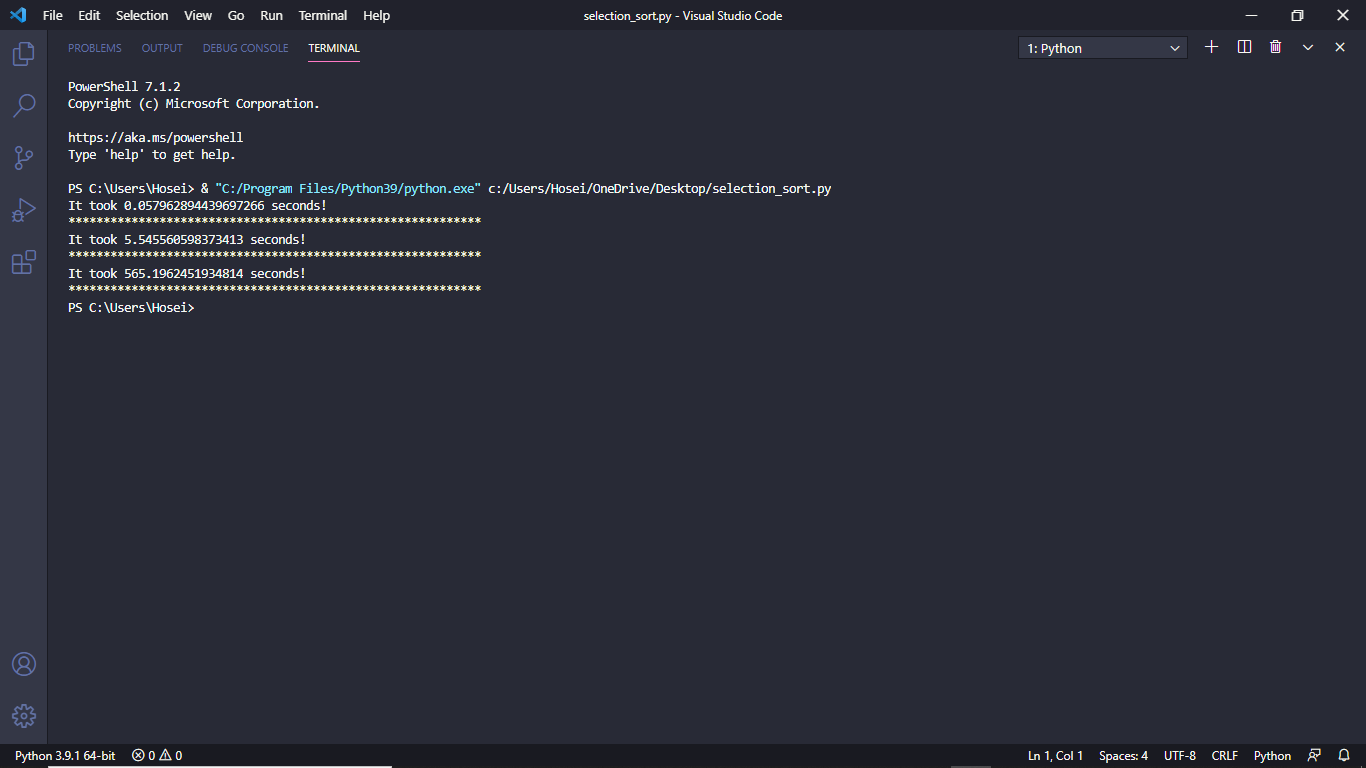 File Edit Selection View Go Run Terminal Help selection_sort.py - Visual Studio Code
PROBLEMS OUTPUT DEBUG CONSOLE TERMINAL 1: Python
PowerShell 7.1.2
Copyright (c) Microsoft Corporation.
https://aka.ms/powershell
Type 'help' to get help.
PS C:\Users\Hosei> & "C:/Program Files/Python39/python.exe" c:/Users/Hosei/OneDrive/Desktop/selection_sort.py
It took 0.057962894439697266 seconds!
***********************************************************
It took 5.545560598373413 seconds!
***********************************************************
It took 565.1962451934814 seconds!
***********************************************************
PS C:\Users\Hosei>
Python 3.9.1 64-bit 0 0 Ln 1, Col 1 Spaces: 4 UTF-8 CRLF Python